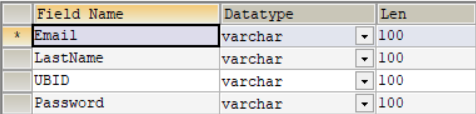 Field Name Datatype Len
* Email varchar 100
LastName varchar 100
UBID varchar 100
Password varchar 100